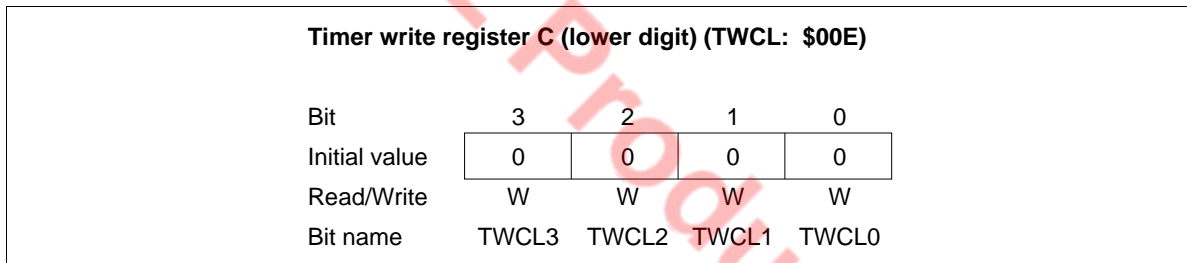 Timer write register C (lower digit) (TWCL: $00E)
Bit 3 2 1 0
Initial value 0 0 0 0
Read/Write W W W W
Bit name TWCL3 TWCL2 TWCL1 TWCL0